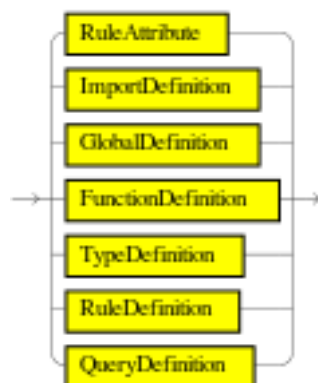 RuleAttribute
ImportDefinition
GlobalDefinition
FunctionDefinition
TypeDefinition
RuleDefinition
QueryDefinition